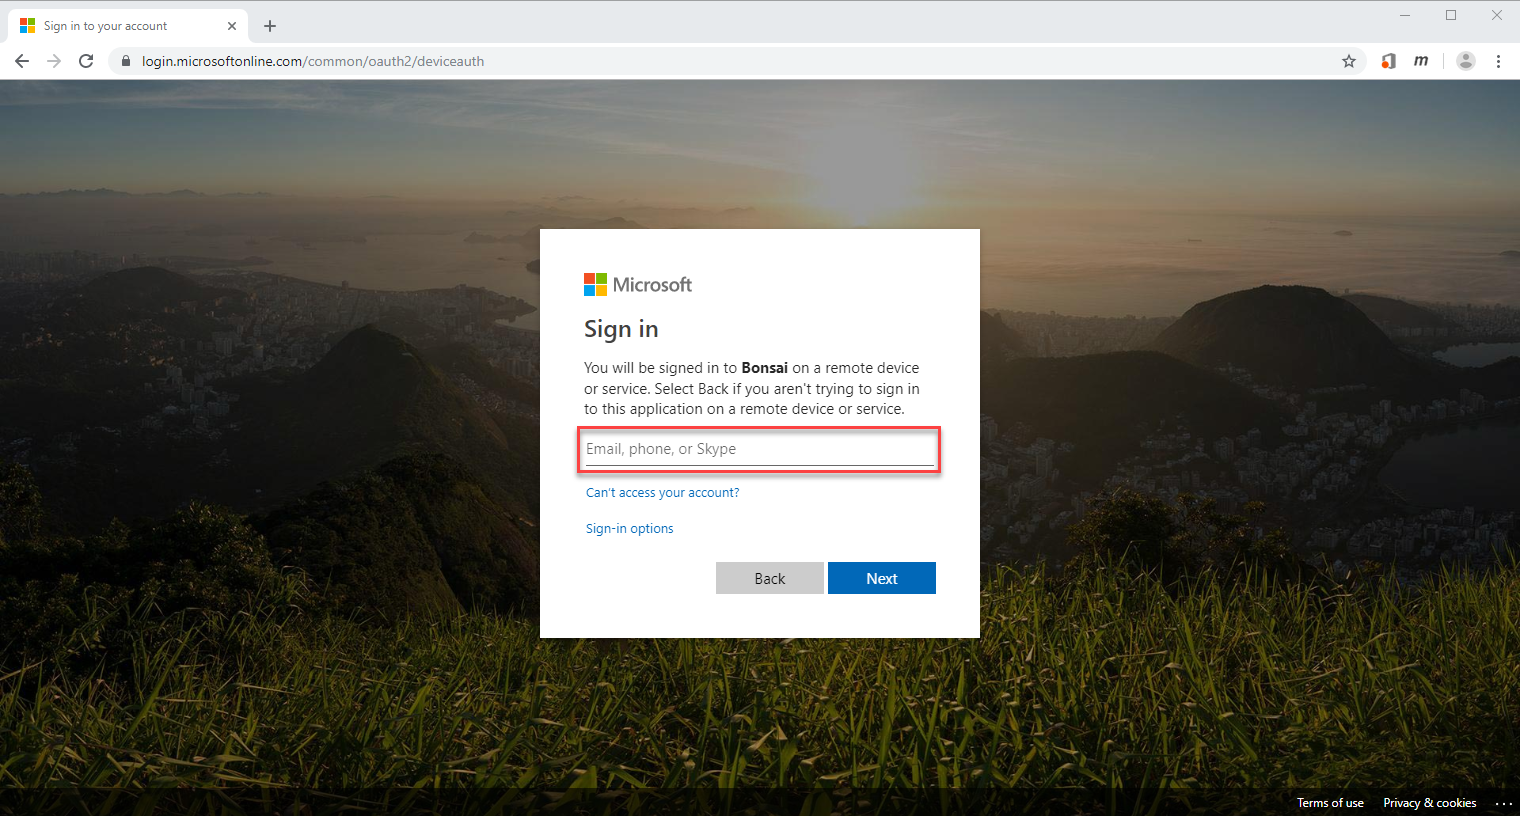 Sign in to your account
login.microsoftonline.com/common/oauth2/deviceauth
m
Microsoft
Sign in
You will be signed in to Bonsai on a remote device
or service. Select Back if you aren't trying to sign in
to this application on a remote device or service.
Email, phone, or Skype
Can't access your account?
Sign-in options
Back
Next
Terms of use
Privacy & cookies